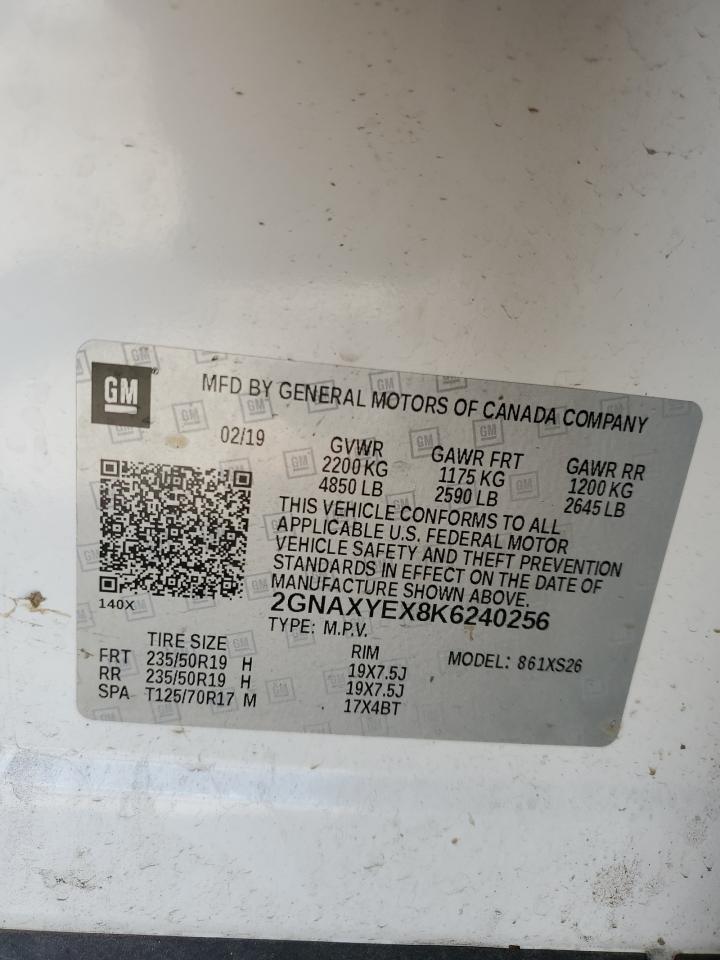 GM
MFD BY GENERAL MOTORS OF CANADA COMPANY
02/19 GVWR GAWR FRT GAWR RR
2200 KG 1175 KG 1200 KG
4850 LB 2590 LB 2645 LB
THIS VEHICLE CONFORMS TO ALL
APPLICABLE U.S. FEDERAL MOTOR
VEHICLE SAFETY AND THEFT PREVENTION
STANDARDS IN EFFECT ON THE DATE OF
MANUFACTURE SHOWN ABOVE.
140X
2GNAXYEX8K6240256
TYPE: M.P.V.
TIRE SIZE RIM MODEL: 861XS26
FRT 235/50R19 H 19X7.5J
RR 235/50R19 H 19X7.5J
SPA T125/70R17 M 17X4BT